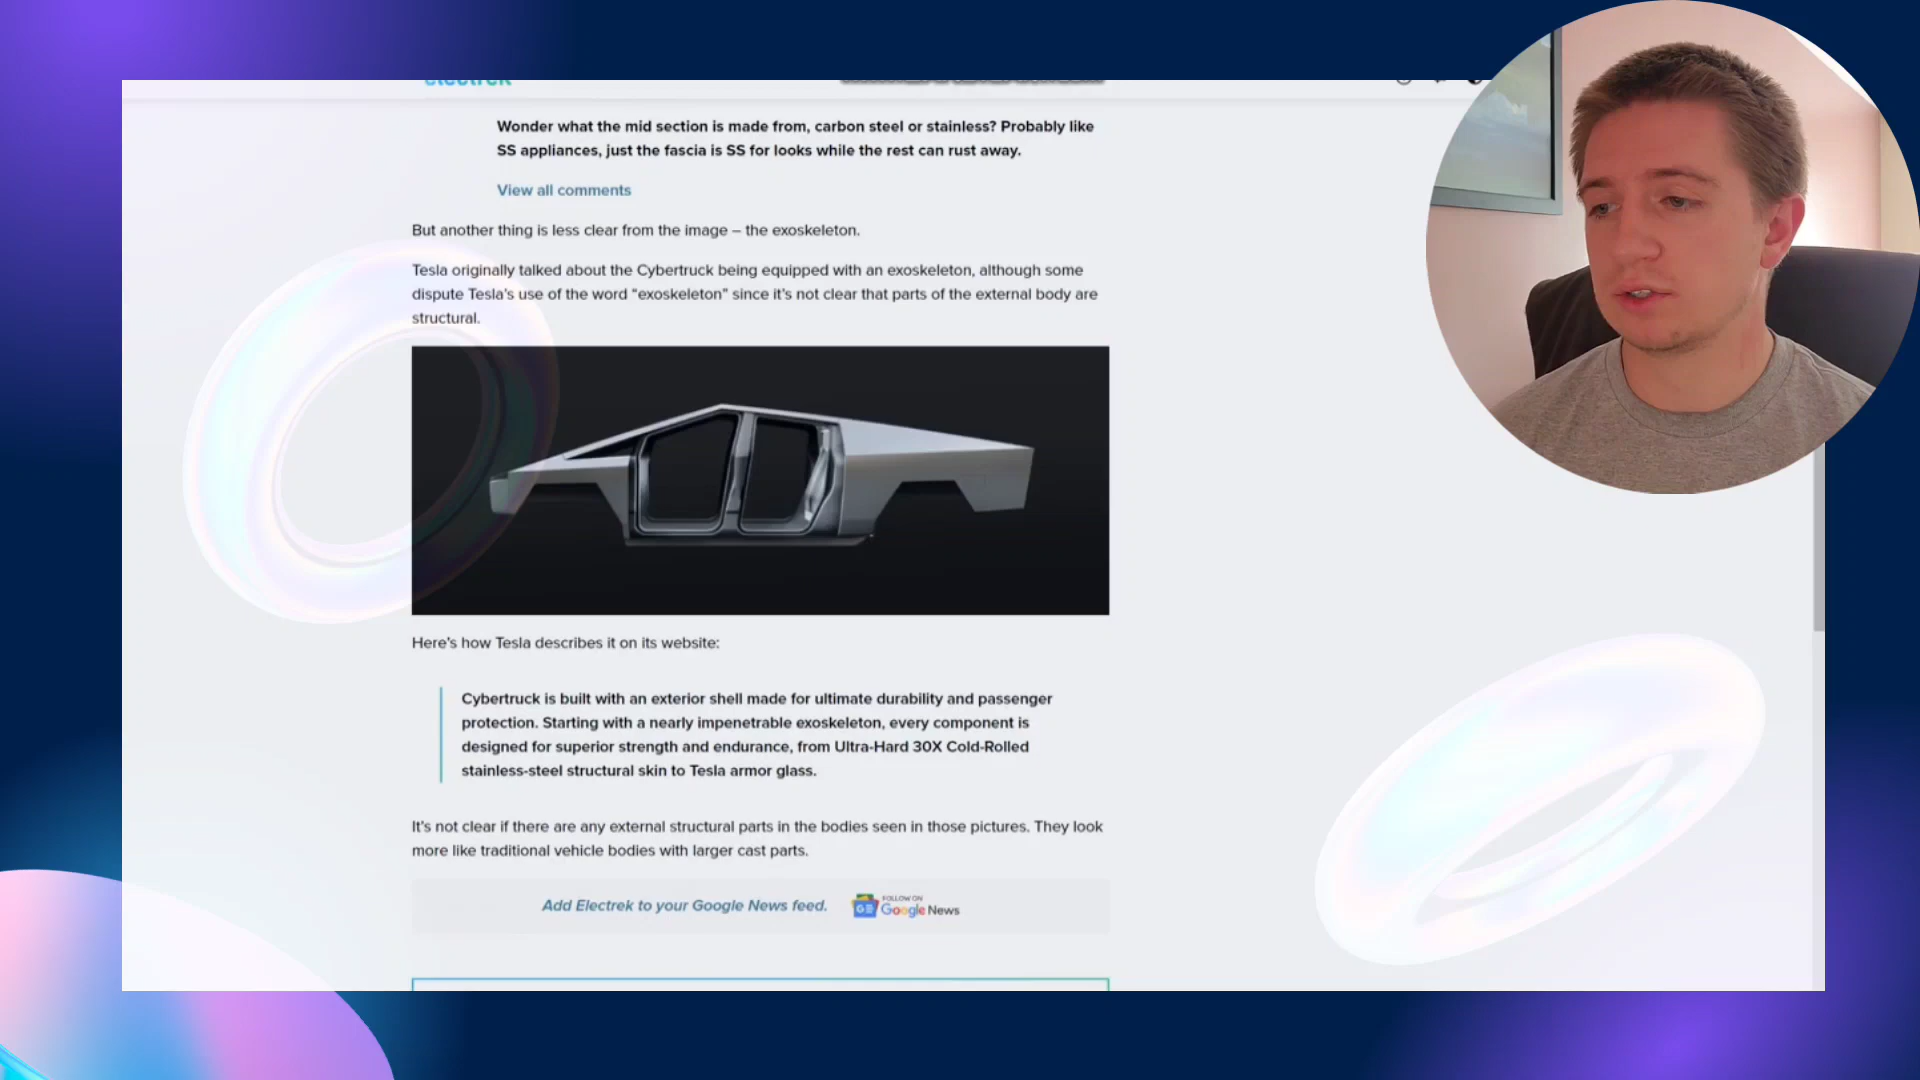 electrek
Wonder what the mid section is made from, carbon steel or stainless? Probably like
SS appliances, just the fascia is SS for looks while the rest can rust away.
View all comments
But another thing is less clear from the image – the exoskeleton.
Tesla originally talked about the Cybertruck being equipped with an exoskeleton, although some
dispute Tesla's use of the word “exoskeleton” since it's not clear that parts of the external body are
structural.
Here's how Tesla describes it on its website:
Cybertruck is built with an exterior shell made for ultimate durability and passenger
protection. Starting with a nearly impenetrable exoskeleton, every component is
designed for superior strength and endurance, from Ultra-Hard 30X Cold-Rolled
stainless-steel structural skin to Tesla armor glass.
It's not clear if there are any external structural parts in the bodies seen in those pictures. They look
more like traditional vehicle bodies with larger cast parts.
Add Electrek to your Google News feed.
FOLLOW ON
Google News